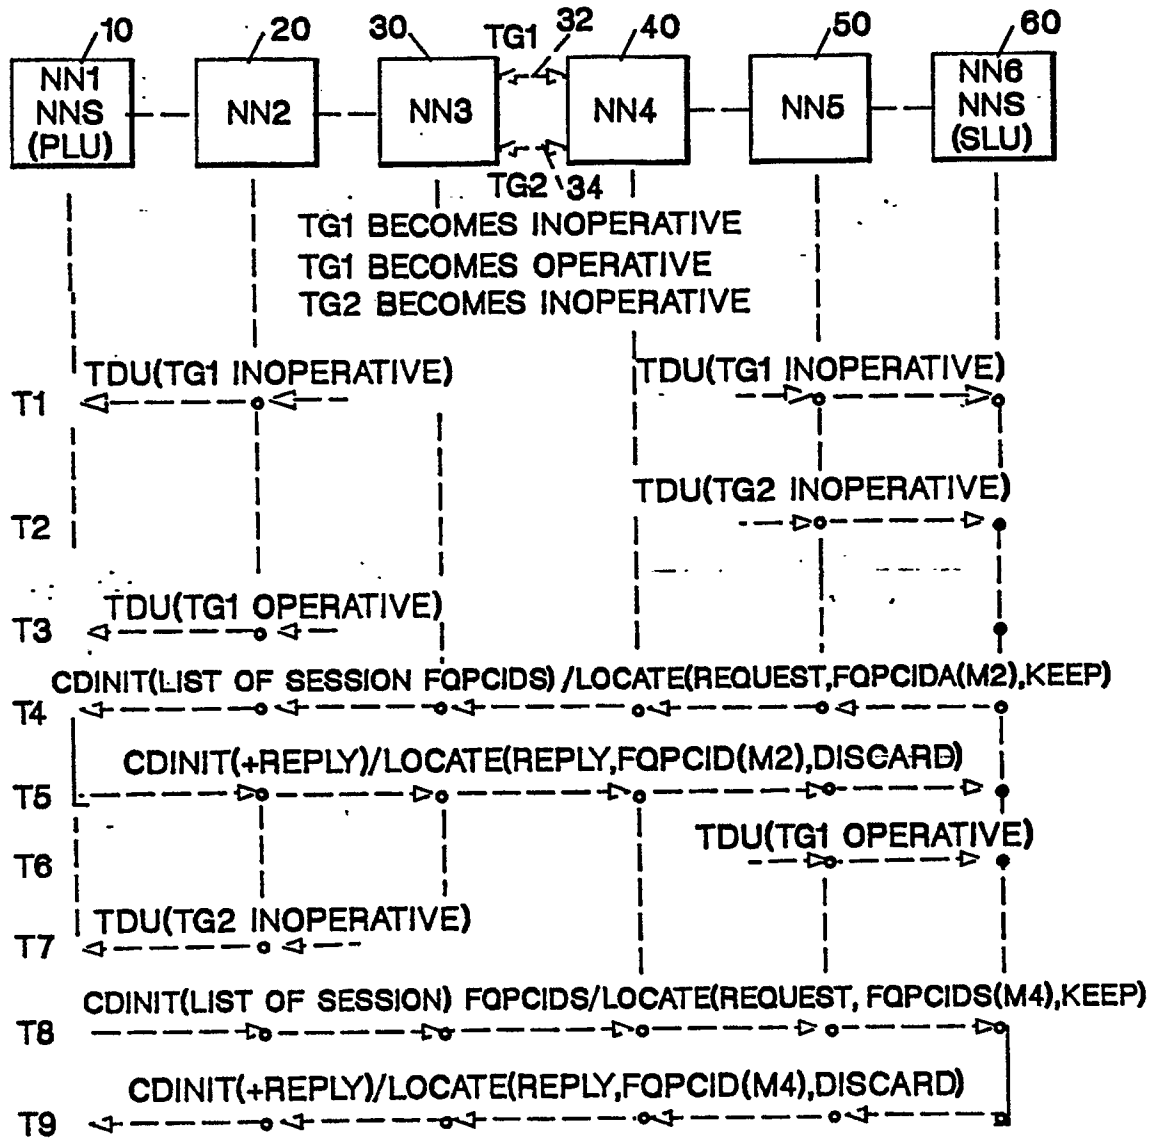 10 20 30 TG1 32 40 50 60
NN1
NNS
(PLU)
NN2
NN3
NN4
NN5
NN6
NNS
(SLU)
TG2 34
TG1 BECOMES INOPERATIVE
TG1 BECOMES OPERATIVE
TG2 BECOMES INOPERATIVE
TDU(TG1 INOPERATIVE) TDU(TG1 INOPERATIVE)
T1
TDU(TG2 INOPERATIVE)
T2
TDU(TG1 OPERATIVE)
T3
CDINIT(LIST OF SESSION FQPCIDS)/LOCATE(REQUEST,FQPCIDA(M2),KEEP)
T4
CDINIT(+REPLY)/LOCATE(REPLY,FQPCID(M2),DISCARD)
T5
TDU(TG1 OPERATIVE)
T6
TDU(TG2 INOPERATIVE)
T7
CDINIT(LIST OF SESSION) FQPCIDS/LOCATE(REQUEST, FQPCIDS(M4),KEEP)
T8
CDINIT(+REPLY)/LOCATE(REPLY,FQPCID(M4),DISCARD)
T9